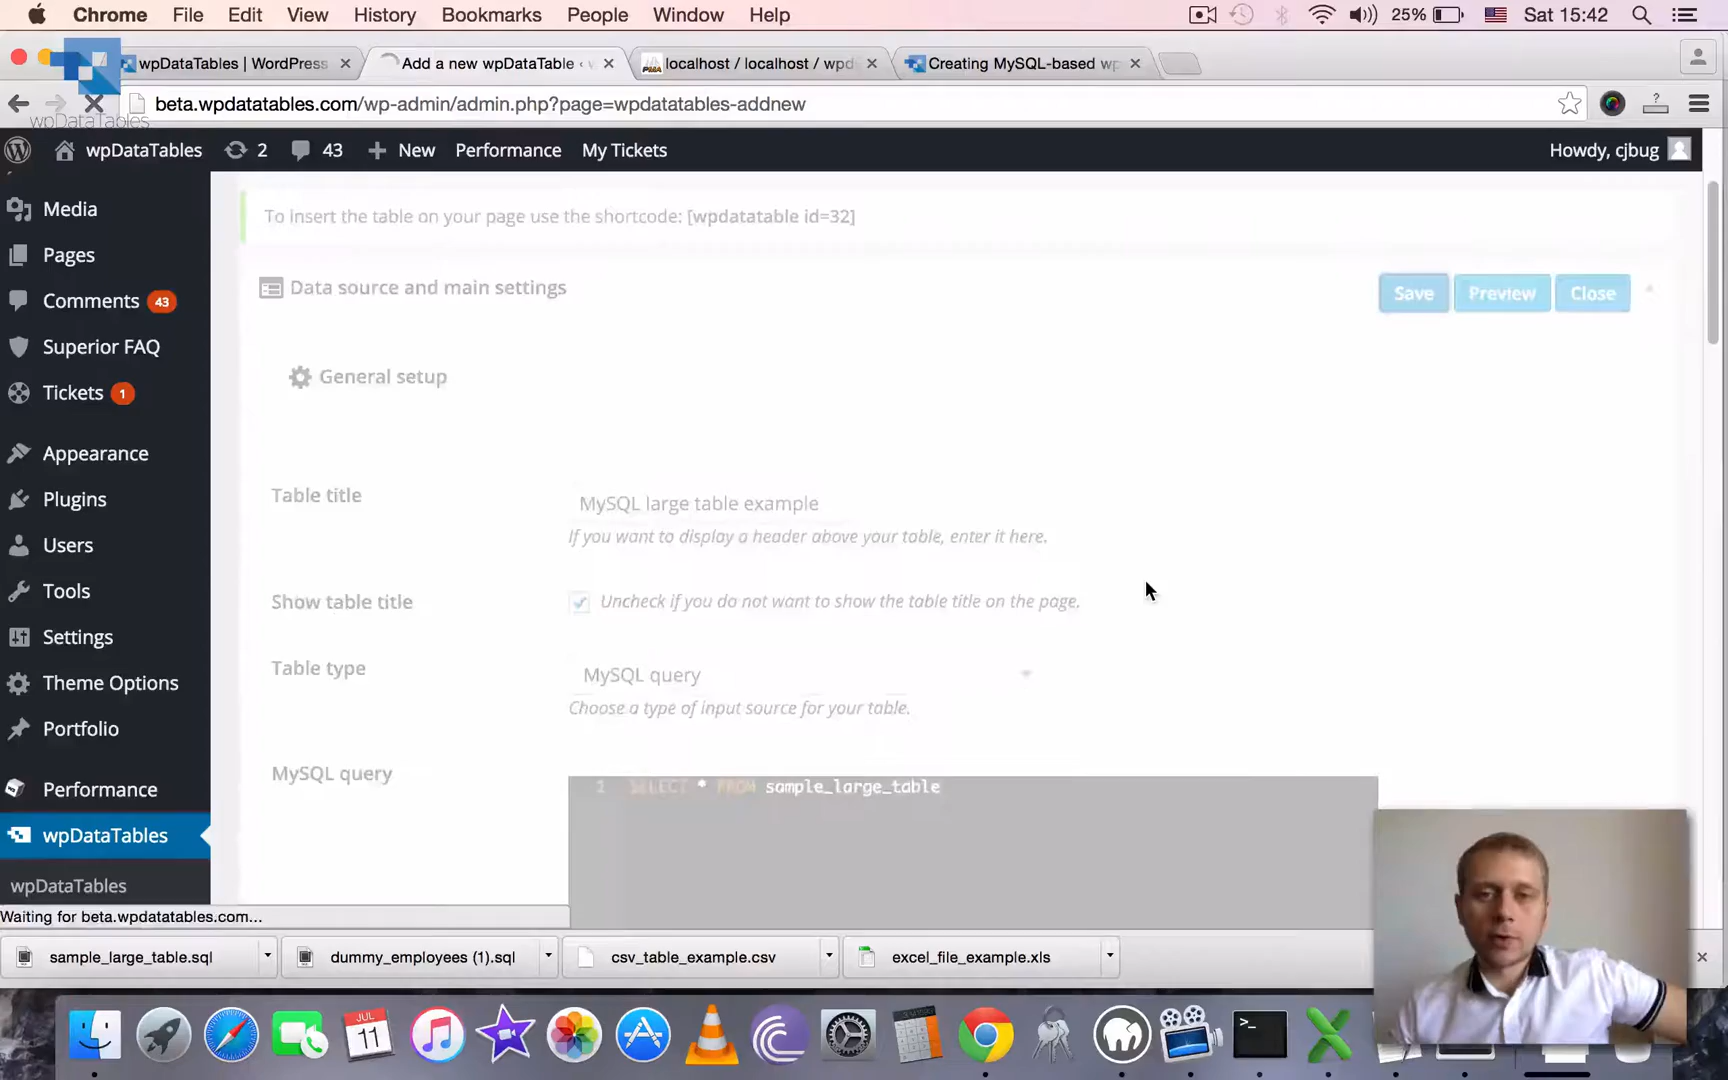 Chrome File Edit View History Bookmarks People Window Help 25% Sat 15:42
wpDataTables | WordPress Add a new wpDataTable localhost / localhost / wpd Creating MySQL-based wp
beta.wpdatatables.com/wp-admin/admin.php?page=wpdatatables-addnew
wpDataTables
wpDataTables 2 43 New Performance My Tickets Howdy, cjbug
Media
Pages
Comments 43
Superior FAQ
Tickets 1
Appearance
Plugins
Users
Tools
Settings
Theme Options
Portfolio
Performance
wpDataTables
wpDataTables
To insert the table on your page use the shortcode: [wpdatatable id=32]
Data source and main settings Save Preview Close
General setup
Table title MySQL large table example
If you want to display a header above your table, enter it here.
Show table title Uncheck if you do not want to show the table title on the page.
Table type MySQL query
Choose a type of input source for your table.
MySQL query 1 SELECT * FROM sample_large_table
Waiting for beta.wpdatatables.com...
sample_large_table.sql dummy_employees (1).sql csv_table_example.csv excel_file_example.xls
JUL
11